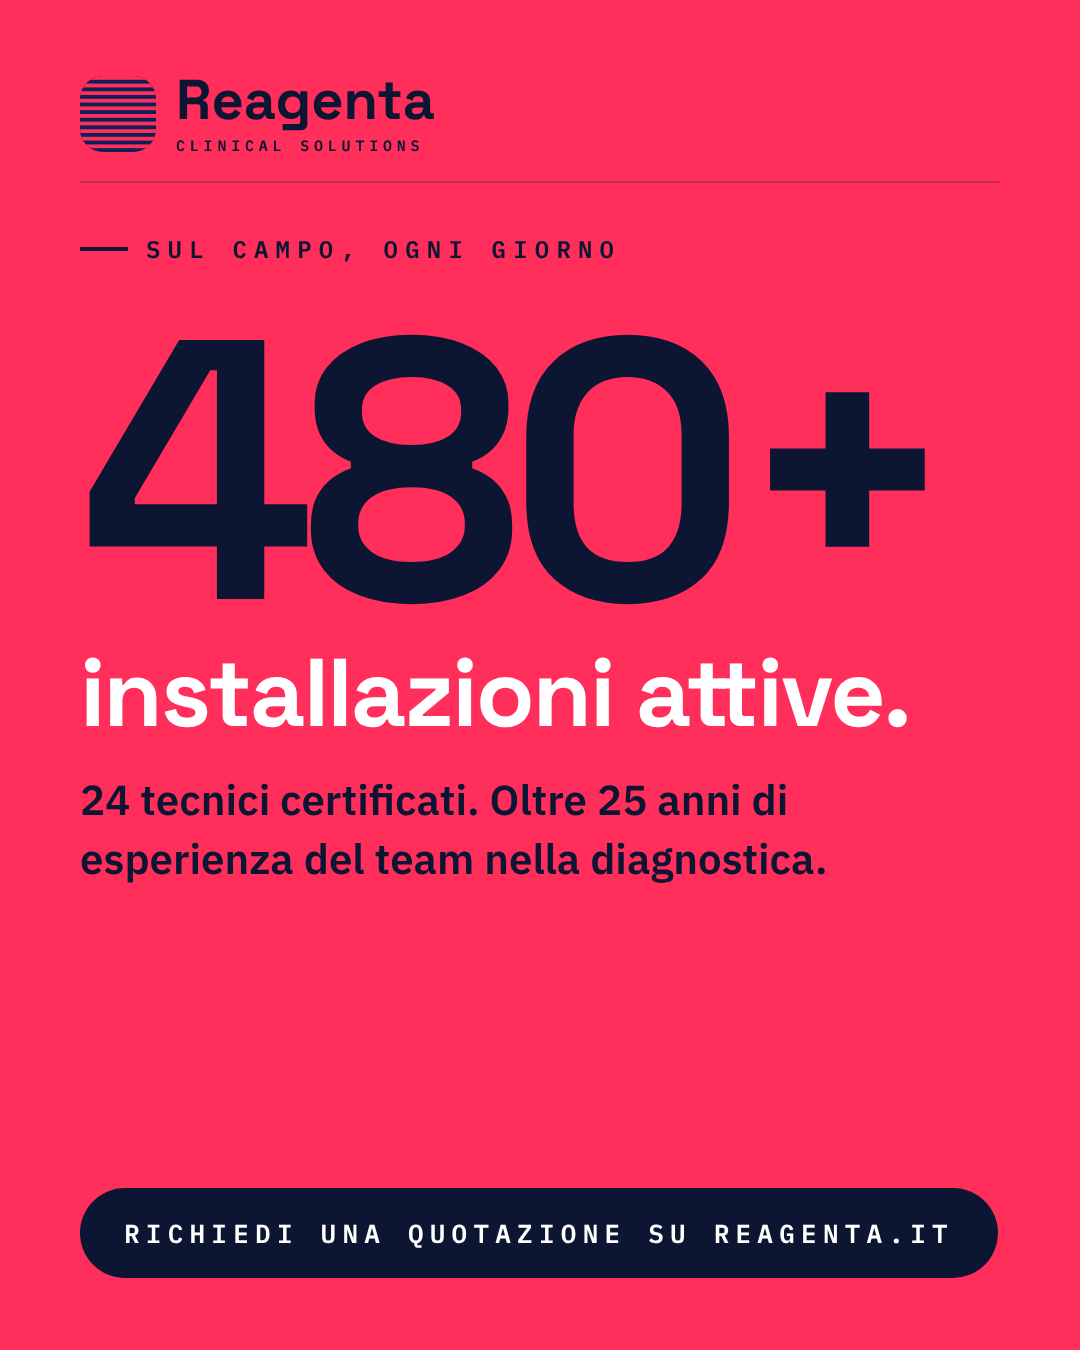 Reagenta
CLINICAL SOLUTIONS
SUL CAMPO, OGNI GIORNO
480+
installazioni attive.
24 tecnici certificati. Oltre 25 anni di
esperienza del team nella diagnostica.
RICHIEDI UNA QUOTAZIONE SU REAGENTA.IT